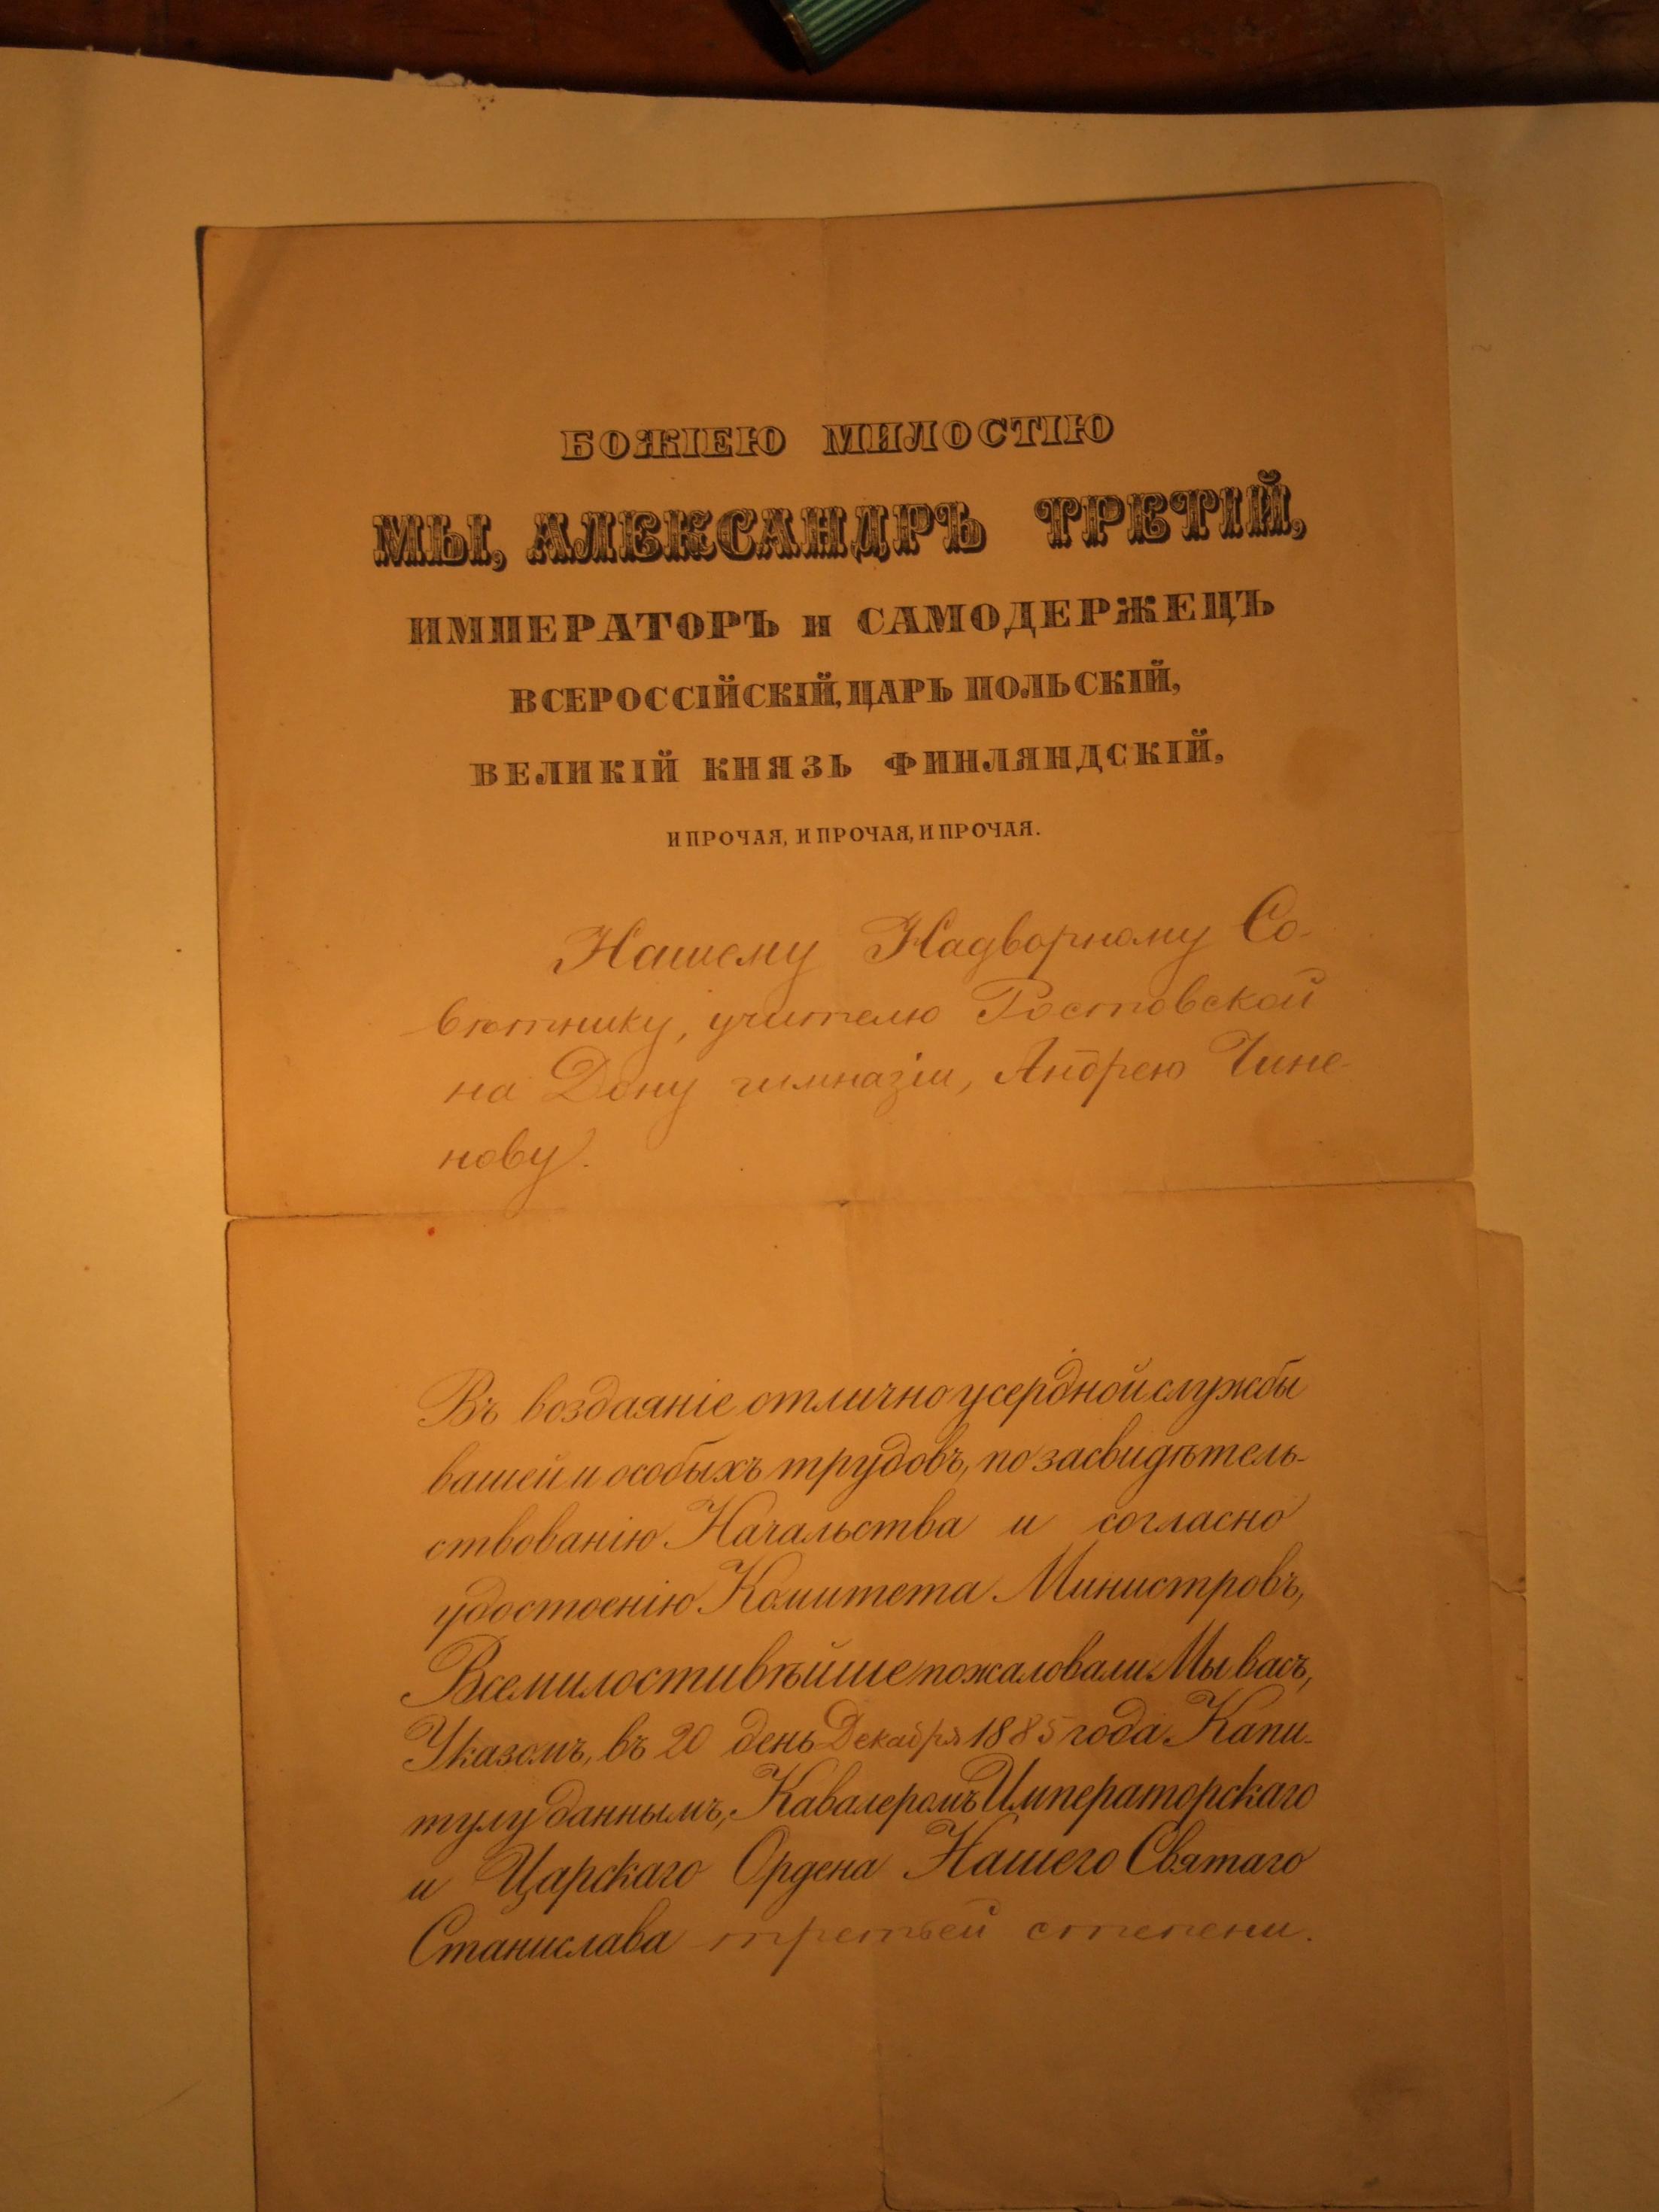 БОЖІЕЮ МИЛОСТІЮ
МЫ, АЛЕКСАНДРЪ ТРЕТІЙ,
ИМПЕРАТОРЪ и САМОДЕРЖЕЦЪ
ВСЕРОССІЙСКІЙ, ЦАРЬ ПОЛЬСКІЙ,
ВЕЛИКІЙ КНЯЗЬ ФИНЛЯНДСКІЙ,
И ПРОЧАЯ, И ПРОЧАЯ, И ПРОЧАЯ.
Нашему Надворному Со-
вѣтнику, учителю Ростовской
на Дону гимназіи, Андрею Чине-
нову.
Въ воздаяніе отлично усердной службы
вашей и особыхъ трудовъ, по засвидѣтель-
ствованію Начальства и согласно
удостоенію Комитета Министровъ,
Всемилостивѣйше пожаловали Мы васъ,
Указомъ, въ 20 день Декабря 1885 года Капи-
тулу даннымъ, Кавалеромъ Императорскаго
и Царскаго Ордена Нашего Святаго
Станислава третьей степени.